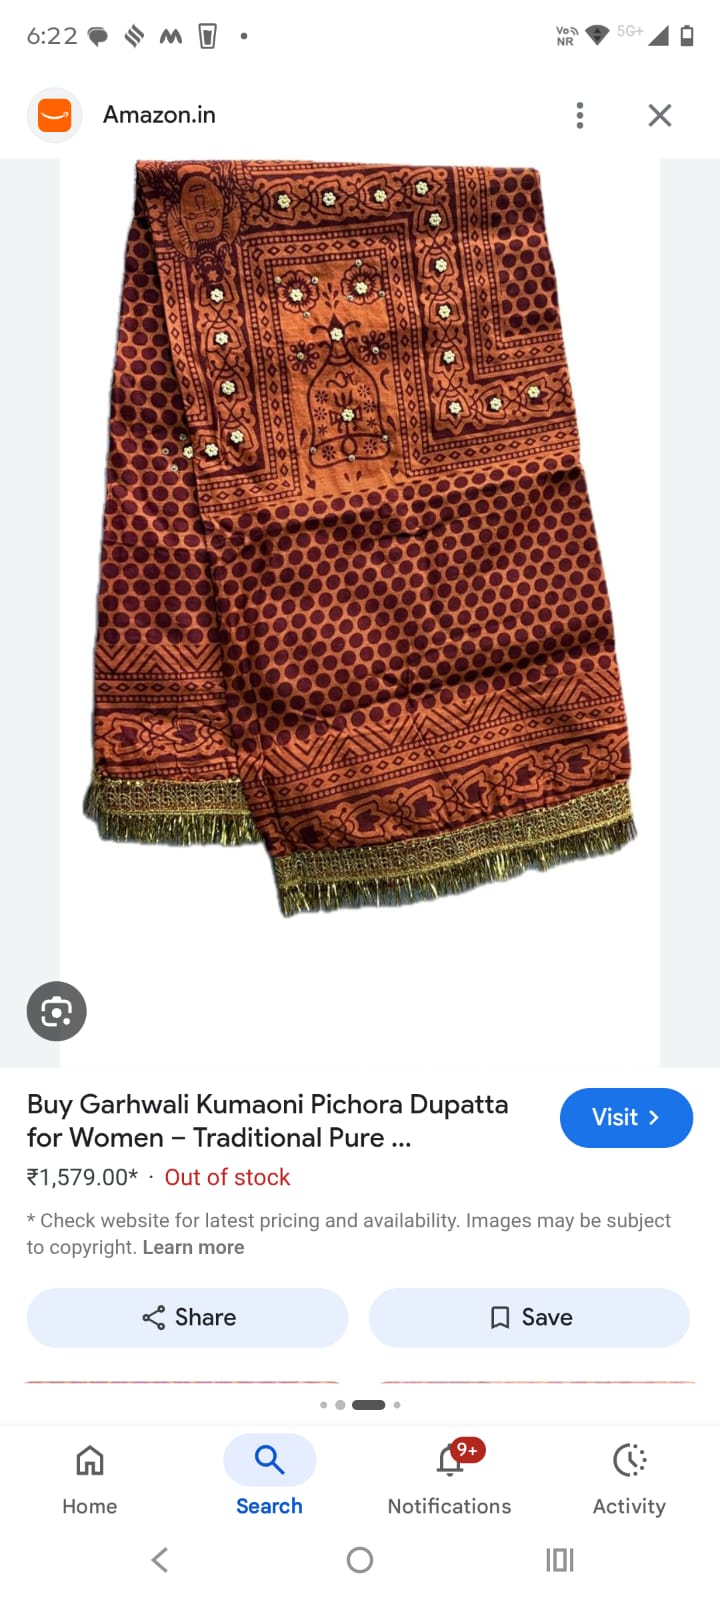 6:22
Vo NR
5G+
Amazon.in
Buy Garhwali Kumaoni Pichora Dupatta
for Women – Traditional Pure ...
₹1,579.00* · Out of stock
Visit >
* Check website for latest pricing and availability. Images may be subject
to copyright. Learn more
Share
Save
9+
Home
Search
Notifications
Activity